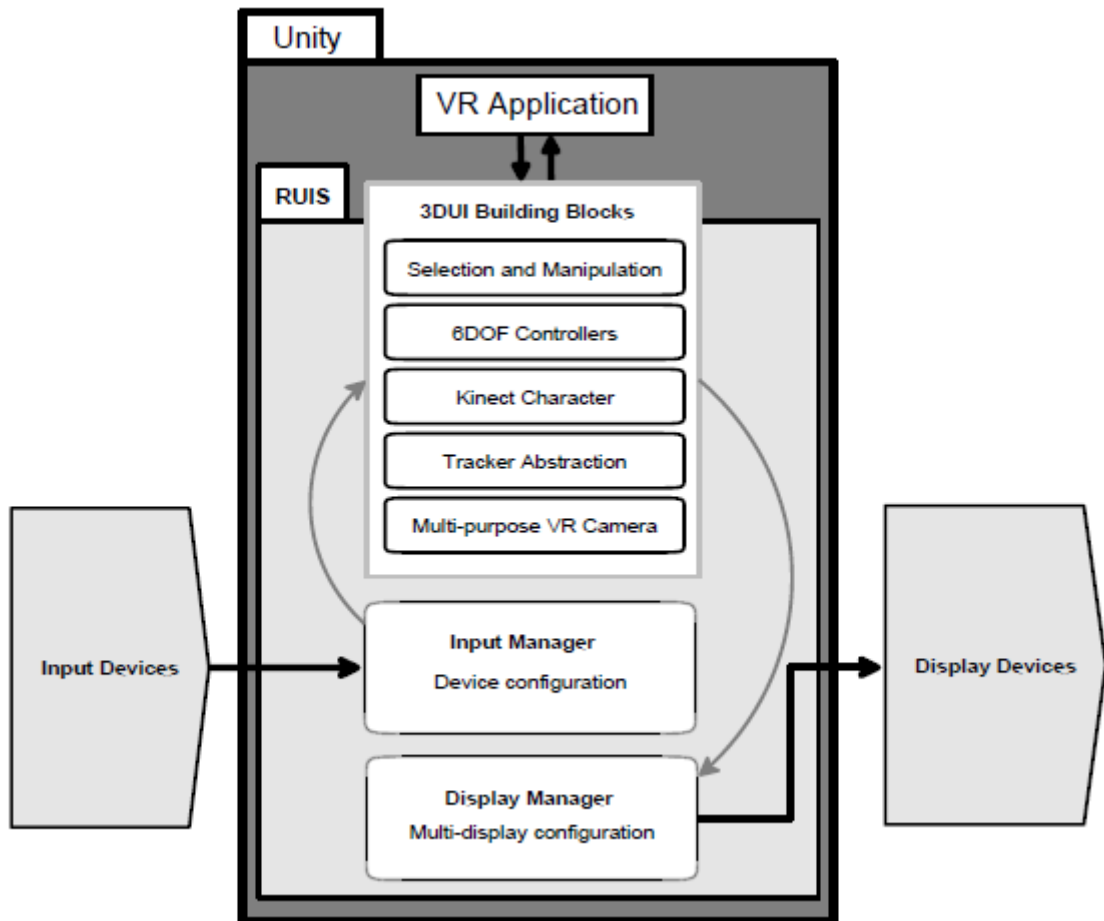 Unity
VR Application
RUIS
3DUI Building Blocks
Selection and Manipulation
6DOF Controllers
Kinect Character
Tracker Abstraction
Multi-purpose VR Camera
Input Devices
Input Manager
Device configuration
Display Devices
Display Manager
Multi-display configuration